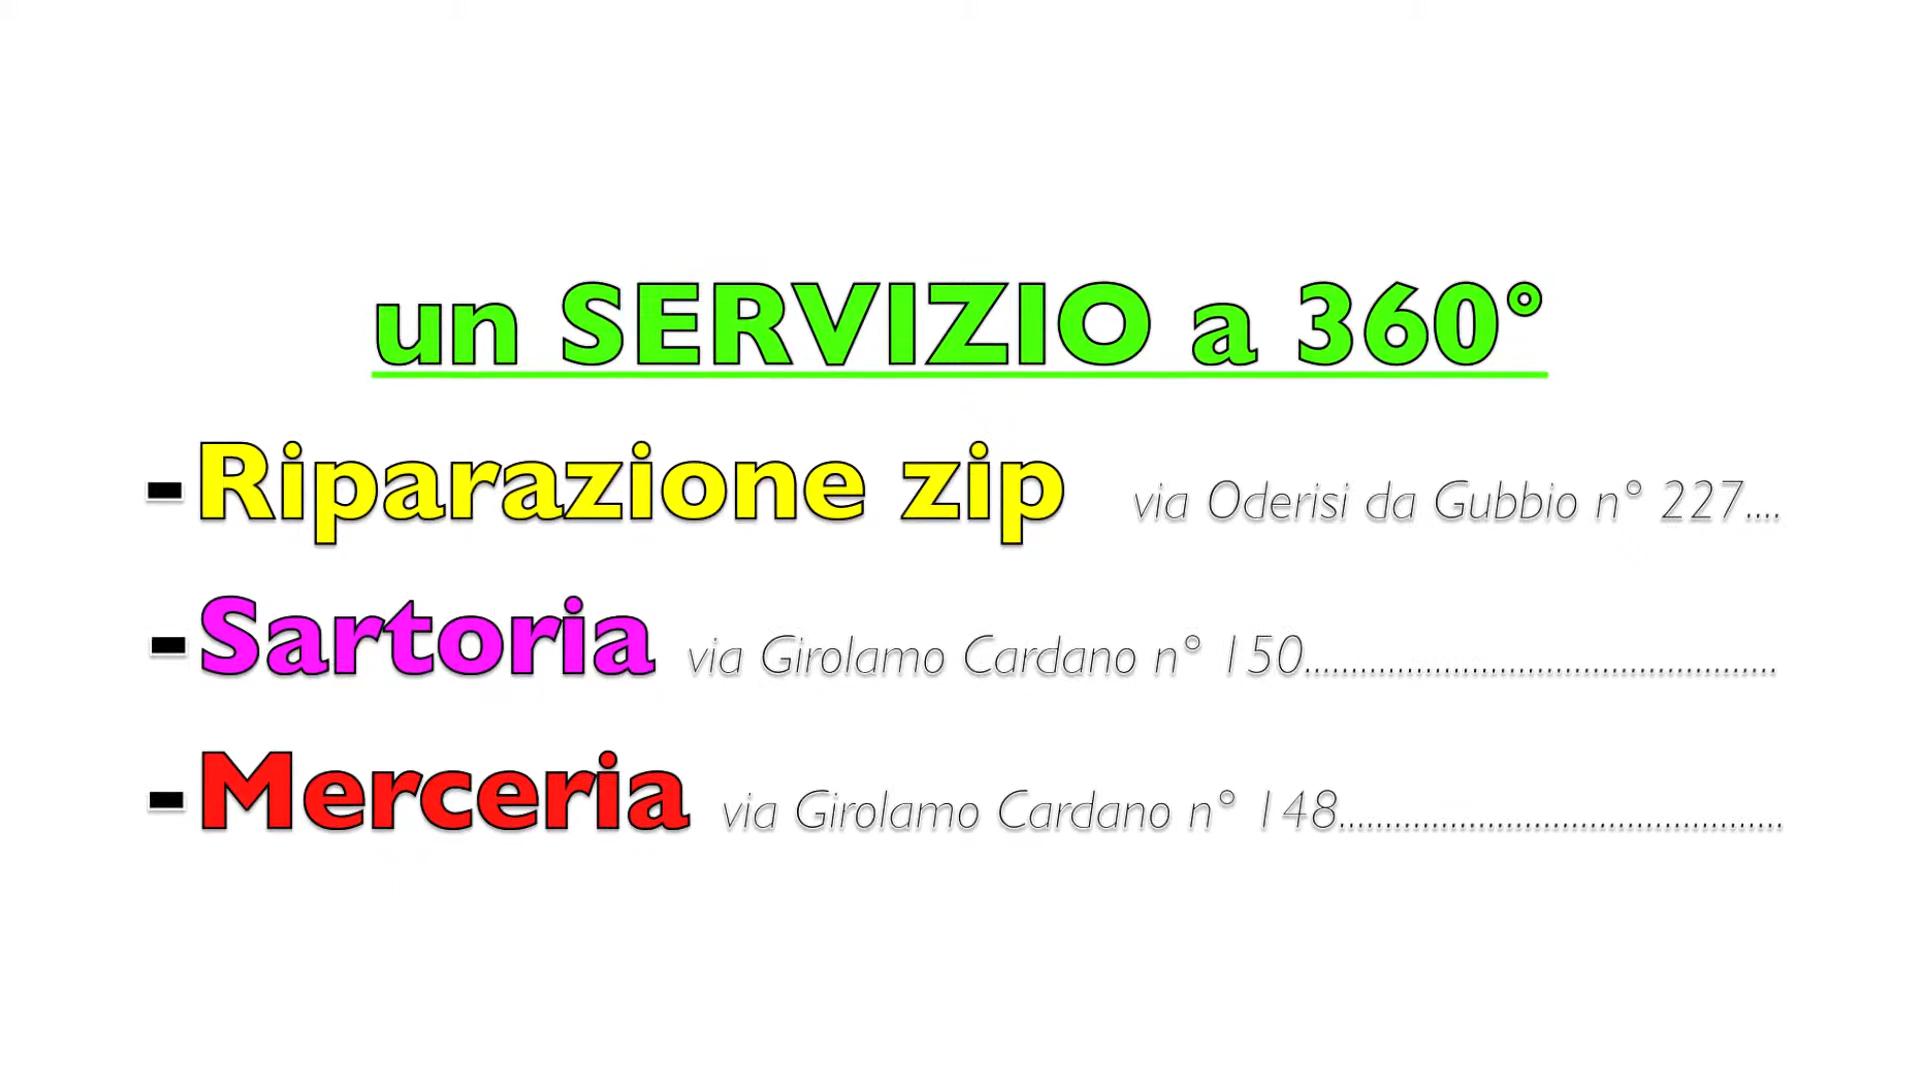 un SERVIZIO a 360°
-Riparazione zip via Oderisi da Gubbio n° 227....
-Sartoria via Girolamo Cardano n° 150...................................................
-Merceria via Girolamo Cardano n° 148................................................